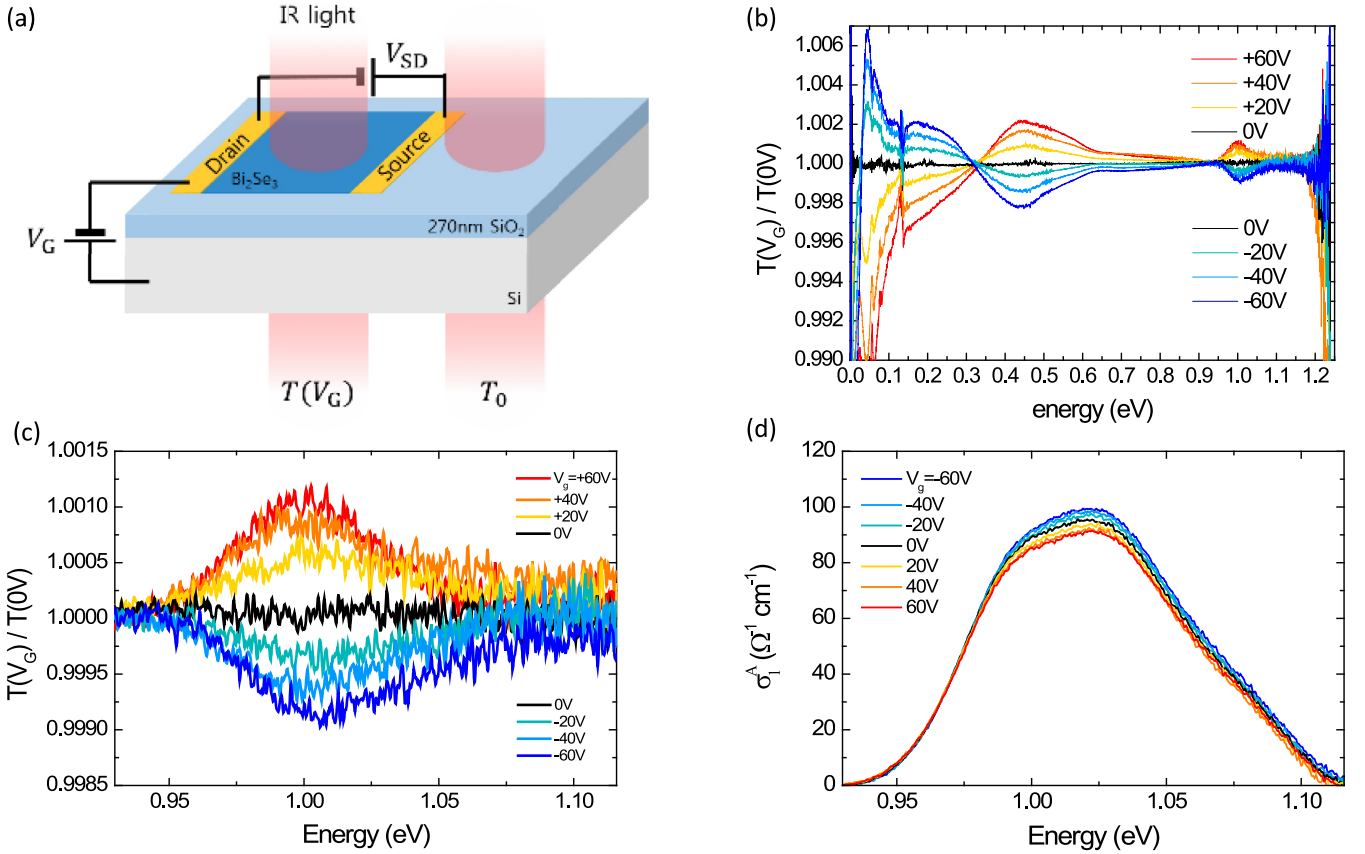 (a)
IR light
V_SD
Drain
Source
Bi₂Se₃
270nm SiO₂
V_G
Si
T(V_G)
T₀
(b)
1.006
1.004
1.002
1.000
0.998
0.996
0.994
0.992
0.990
T(V_G) / T(0V)
+60V
+40V
+20V
0V
0V
-20V
-40V
-60V
0.0 0.1 0.2 0.3 0.4 0.5 0.6 0.7 0.8 0.9 1.0 1.1 1.2
energy (eV)
(c)
1.0015
1.0010
1.0005
1.0000
0.9995
0.9990
0.9985
T(V_G) / T(0V)
V_g=+60V
+40V
+20V
0V
0V
-20V
-40V
-60V
0.95 1.00 1.05 1.10
Energy (eV)
(d)
120
100
80
60
40
20
0
σ₁ᴬ (Ω⁻¹ cm⁻¹)
V_g=-60V
-40V
-20V
0V
20V
40V
60V
0.95 1.00 1.05 1.10
Energy (eV)